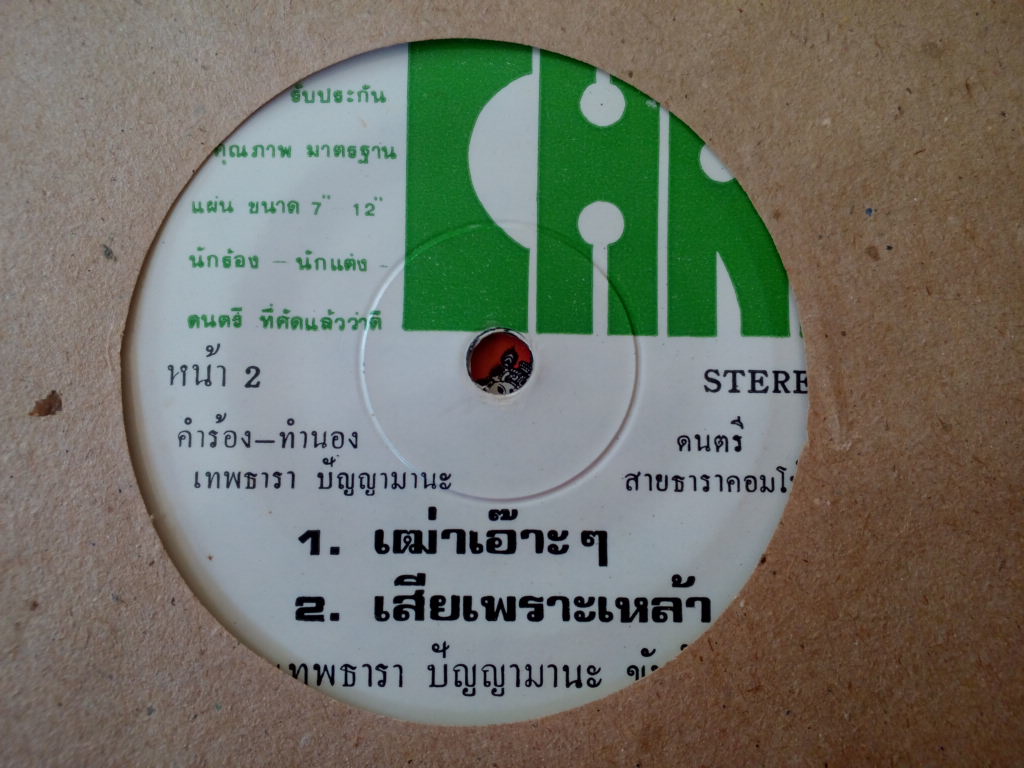 รับประกัน
คุณภาพ มาตรฐาน
แผ่น ขนาด 7" 12"
นักร้อง - นักแต่ง -
ดนตรี ที่คัดแล้วว่าดี
หน้า 2
STERE
คำร้อง-ทำนอง
ดนตรี
เทพธารา ปัญญามานะ
สายธาราคอมโ
1. เฒ่าเอ๊าะ ๆ
2. เสียเพราะเหล้า
เทพธารา ปัญญามานะ